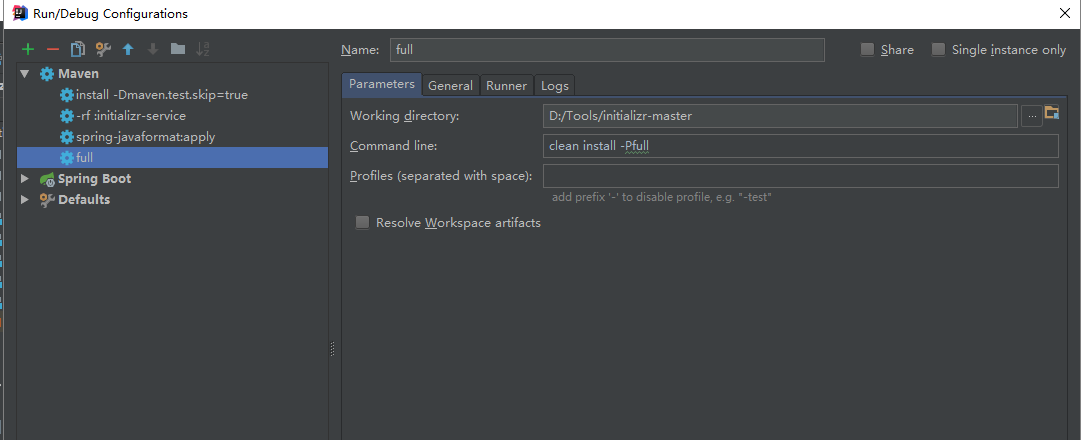 Run/Debug Configurations
Name: full
Share
Single instance only
Maven
install -Dmaven.test.skip=true
-rf :initializr-service
spring-javaformat:apply
full
Spring Boot
Defaults
Parameters General Runner Logs
Working directory: D:/Tools/initializr-master ...
Command line: clean install -Pfull
Profiles (separated with space):
add prefix '-' to disable profile, e.g. "-test"
Resolve Workspace artifacts